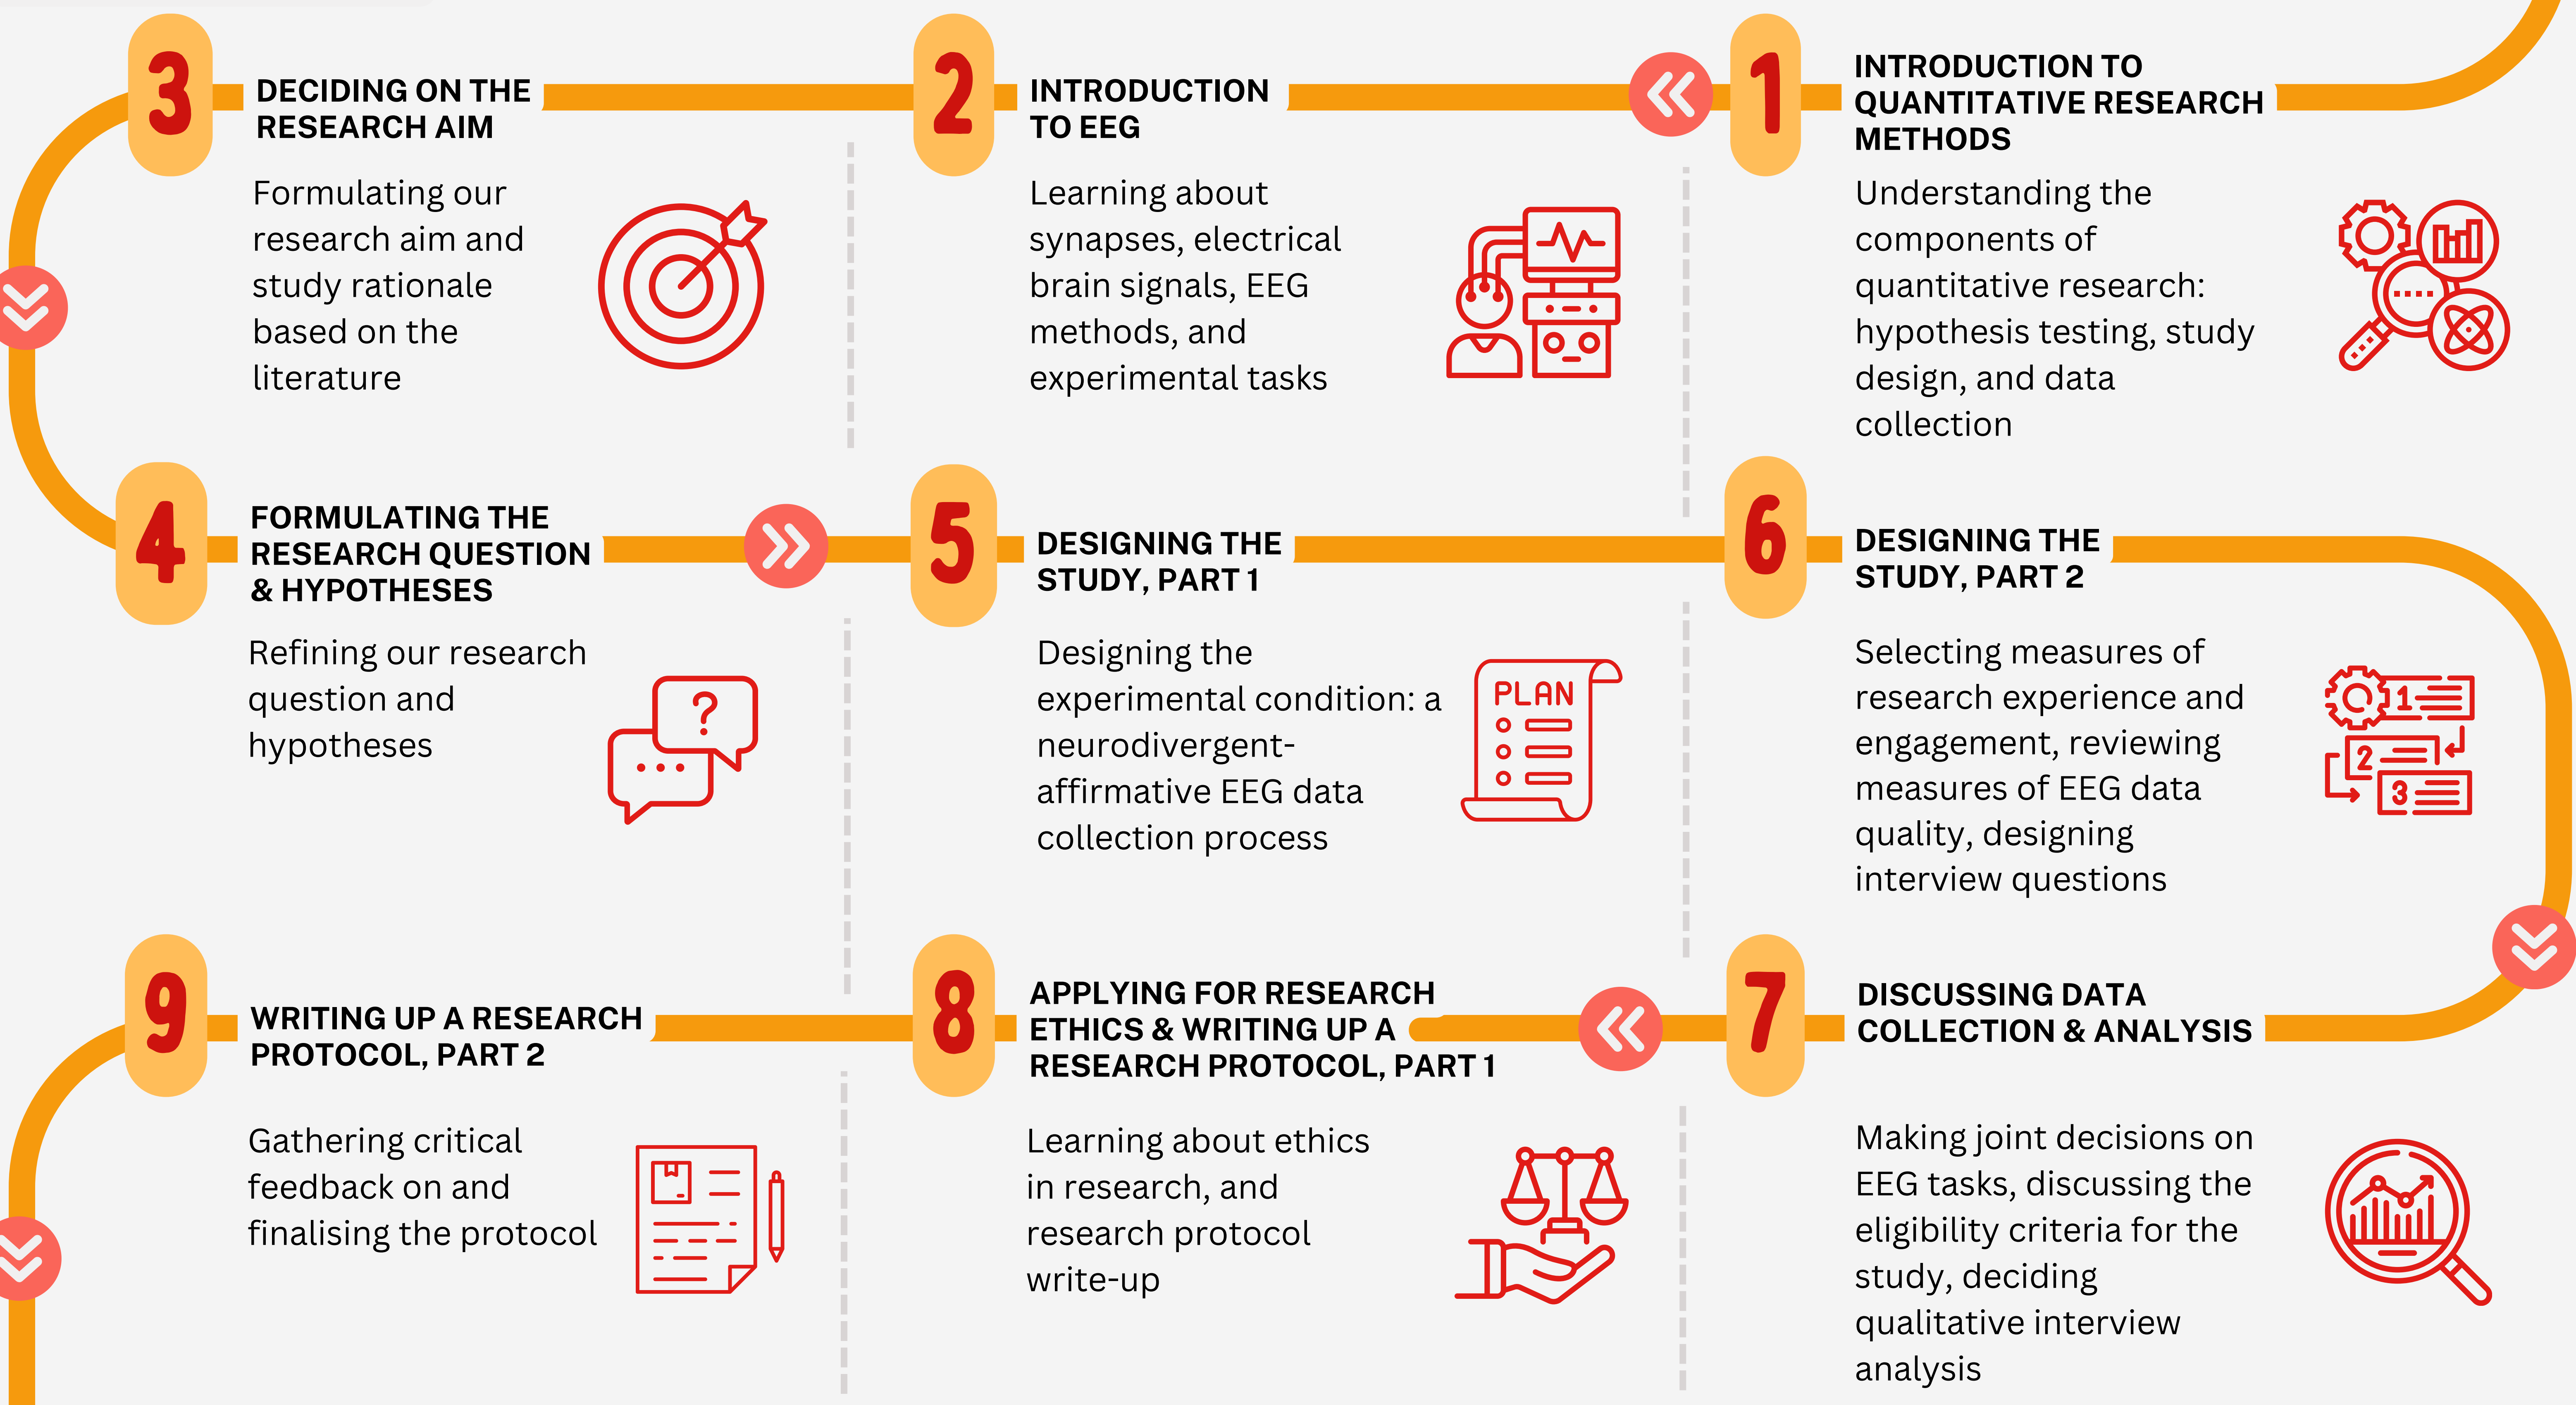 1
INTRODUCTION TO
QUANTITATIVE RESEARCH
METHODS
Understanding the
components of
quantitative research:
hypothesis testing, study
design, and data
collection
2
INTRODUCTION
TO EEG
Learning about
synapses, electrical
brain signals, EEG
methods, and
experimental tasks
3
DECIDING ON THE
RESEARCH AIM
Formulating our
research aim and
study rationale
based on the
literature
4
FORMULATING THE
RESEARCH QUESTION
& HYPOTHESES
Refining our research
question and
hypotheses
?
5
DESIGNING THE
STUDY, PART 1
Designing the
experimental condition: a
neurodivergent-
affirmative EEG data
collection process
PLAN
6
DESIGNING THE
STUDY, PART 2
Selecting measures of
research experience and
engagement, reviewing
measures of EEG data
quality, designing
interview questions
1
2
3
7
DISCUSSING DATA
COLLECTION & ANALYSIS
Making joint decisions on
EEG tasks, discussing the
eligibility criteria for the
study, deciding
qualitative interview
analysis
8
APPLYING FOR RESEARCH
ETHICS & WRITING UP A
RESEARCH PROTOCOL, PART 1
Learning about ethics
in research, and
research protocol
write-up
9
WRITING UP A RESEARCH
PROTOCOL, PART 2
Gathering critical
feedback on and
finalising the protocol